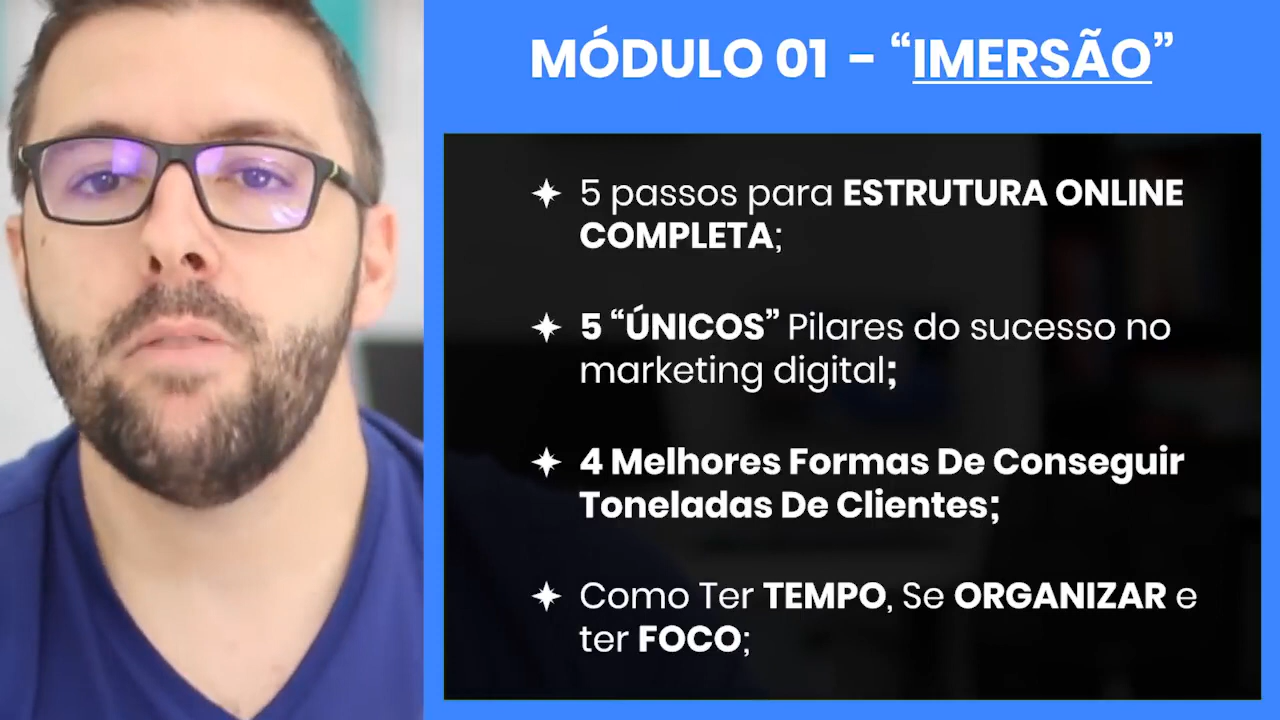 MÓDULO 01 - “IMERSÃO”
5 passos para ESTRUTURA ONLINE
COMPLETA;
5 “ÚNICOS” Pilares do sucesso no
marketing digital;
4 Melhores Formas De Conseguir
Toneladas De Clientes;
Como Ter TEMPO, Se ORGANIZAR e
ter FOCO;